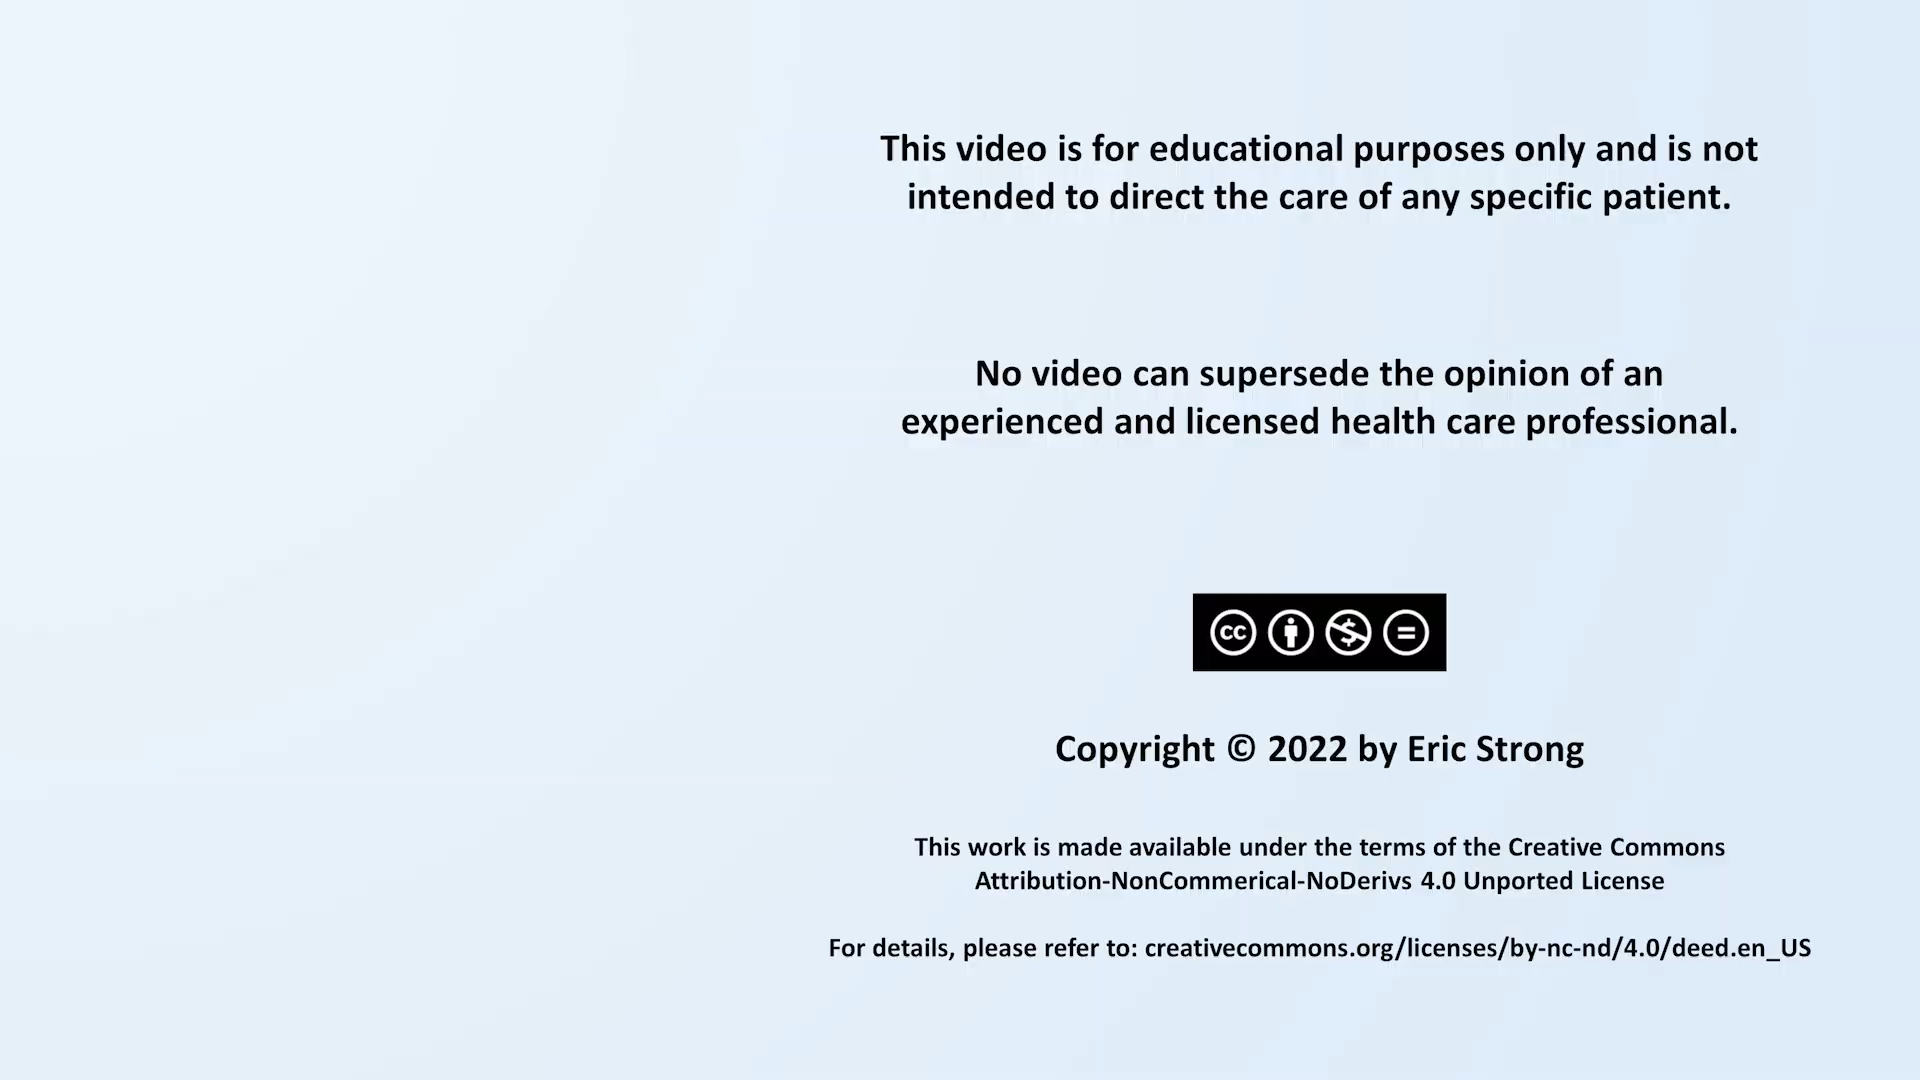 This video is for educational purposes only and is not
intended to direct the care of any specific patient.
No video can supersede the opinion of an
experienced and licensed health care professional.
cc
Copyright © 2022 by Eric Strong
This work is made available under the terms of the Creative Commons
Attribution-NonCommerical-NoDerivs 4.0 Unported License
For details, please refer to: creativecommons.org/licenses/by-nc-nd/4.0/deed.en_US